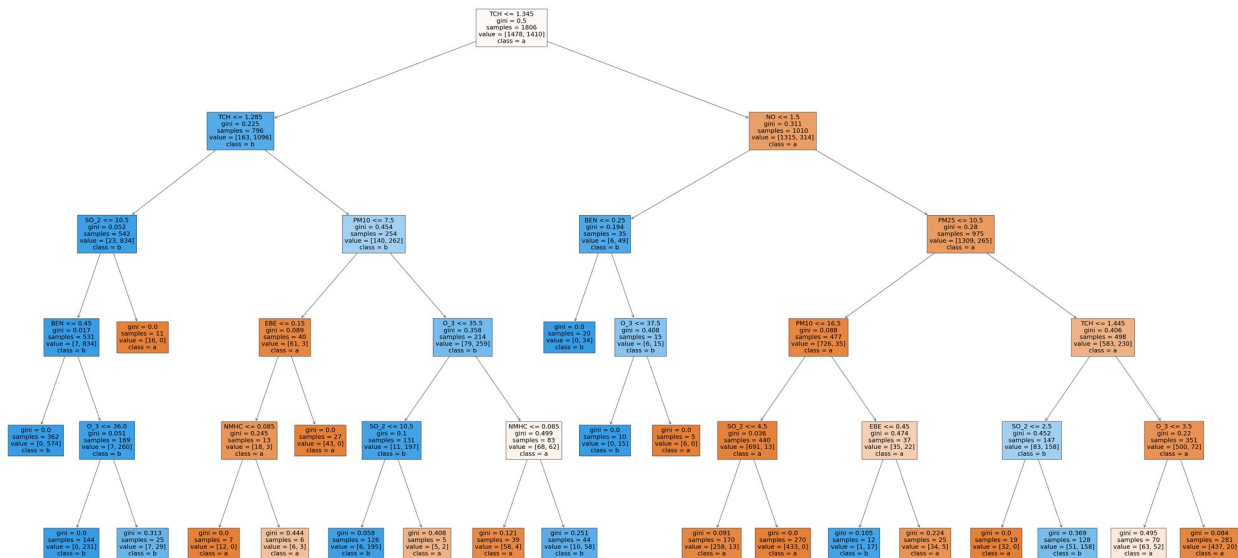 TCH <= 1.345
gini = 0.5
samples = 1806
value = [1478, 1410]
class = a
TCH <= 1.285
gini = 0.225
samples = 796
value = [163, 1096]
class = b
NO <= 1.5
gini = 0.311
samples = 1010
value = [1315, 314]
class = a
SO_2 <= 10.5
gini = 0.052
samples = 542
value = [23, 834]
class = b
PM10 <= 7.5
gini = 0.454
samples = 254
value = [140, 262]
class = b
BEN <= 0.25
gini = 0.194
samples = 35
value = [6, 49]
class = b
PM25 <= 10.5
gini = 0.28
samples = 975
value = [1309, 265]
class = a
BEN <= 0.45
gini = 0.017
samples = 531
value = [7, 834]
class = b
gini = 0.0
samples = 11
value = [16, 0]
class = a
EBE <= 0.15
gini = 0.089
samples = 40
value = [61, 3]
class = a
O_3 <= 35.5
gini = 0.358
samples = 214
value = [79, 259]
class = b
gini = 0.0
samples = 20
value = [0, 34]
class = b
O_3 <= 37.5
gini = 0.408
samples = 15
value = [6, 15]
class = b
PM10 <= 16.5
gini = 0.088
samples = 477
value = [726, 35]
class = a
TCH <= 1.445
gini = 0.406
samples = 498
value = [583, 230]
class = a
gini = 0.0
samples = 362
value = [0, 574]
class = b
O_3 <= 36.0
gini = 0.051
samples = 169
value = [7, 260]
class = b
NMHC <= 0.085
gini = 0.245
samples = 13
value = [18, 3]
class = a
gini = 0.0
samples = 27
value = [43, 0]
class = a
SO_2 <= 10.5
gini = 0.1
samples = 131
value = [11, 197]
class = b
NMHC <= 0.085
gini = 0.499
samples = 83
value = [68, 62]
class = a
gini = 0.0
samples = 10
value = [0, 15]
class = b
gini = 0.0
samples = 5
value = [6, 0]
class = a
SO_2 <= 4.5
gini = 0.036
samples = 440
value = [691, 13]
class = a
EBE <= 0.45
gini = 0.474
samples = 37
value = [35, 22]
class = a
SO_2 <= 2.5
gini = 0.452
samples = 147
value = [83, 158]
class = b
O_3 <= 3.5
gini = 0.22
samples = 351
value = [500, 72]
class = a
gini = 0.0
samples = 144
value = [0, 231]
class = b
gini = 0.313
samples = 25
value = [7, 29]
class = b
gini = 0.0
samples = 7
value = [12, 0]
class = a
gini = 0.444
samples = 6
value = [6, 3]
class = a
gini = 0.058
samples = 126
value = [6, 195]
class = b
gini = 0.408
samples = 5
value = [5, 2]
class = a
gini = 0.121
samples = 39
value = [58, 4]
class = a
gini = 0.251
samples = 44
value = [10, 58]
class = b
gini = 0.091
samples = 170
value = [258, 13]
class = a
gini = 0.0
samples = 270
value = [433, 0]
class = a
gini = 0.105
samples = 12
value = [1, 17]
class = b
gini = 0.224
samples = 25
value = [34, 5]
class = a
gini = 0.0
samples = 19
value = [32, 0]
class = a
gini = 0.369
samples = 128
value = [51, 158]
class = b
gini = 0.495
samples = 70
value = [63, 52]
class = a
gini = 0.084
samples = 281
value = [437, 20]
class = a